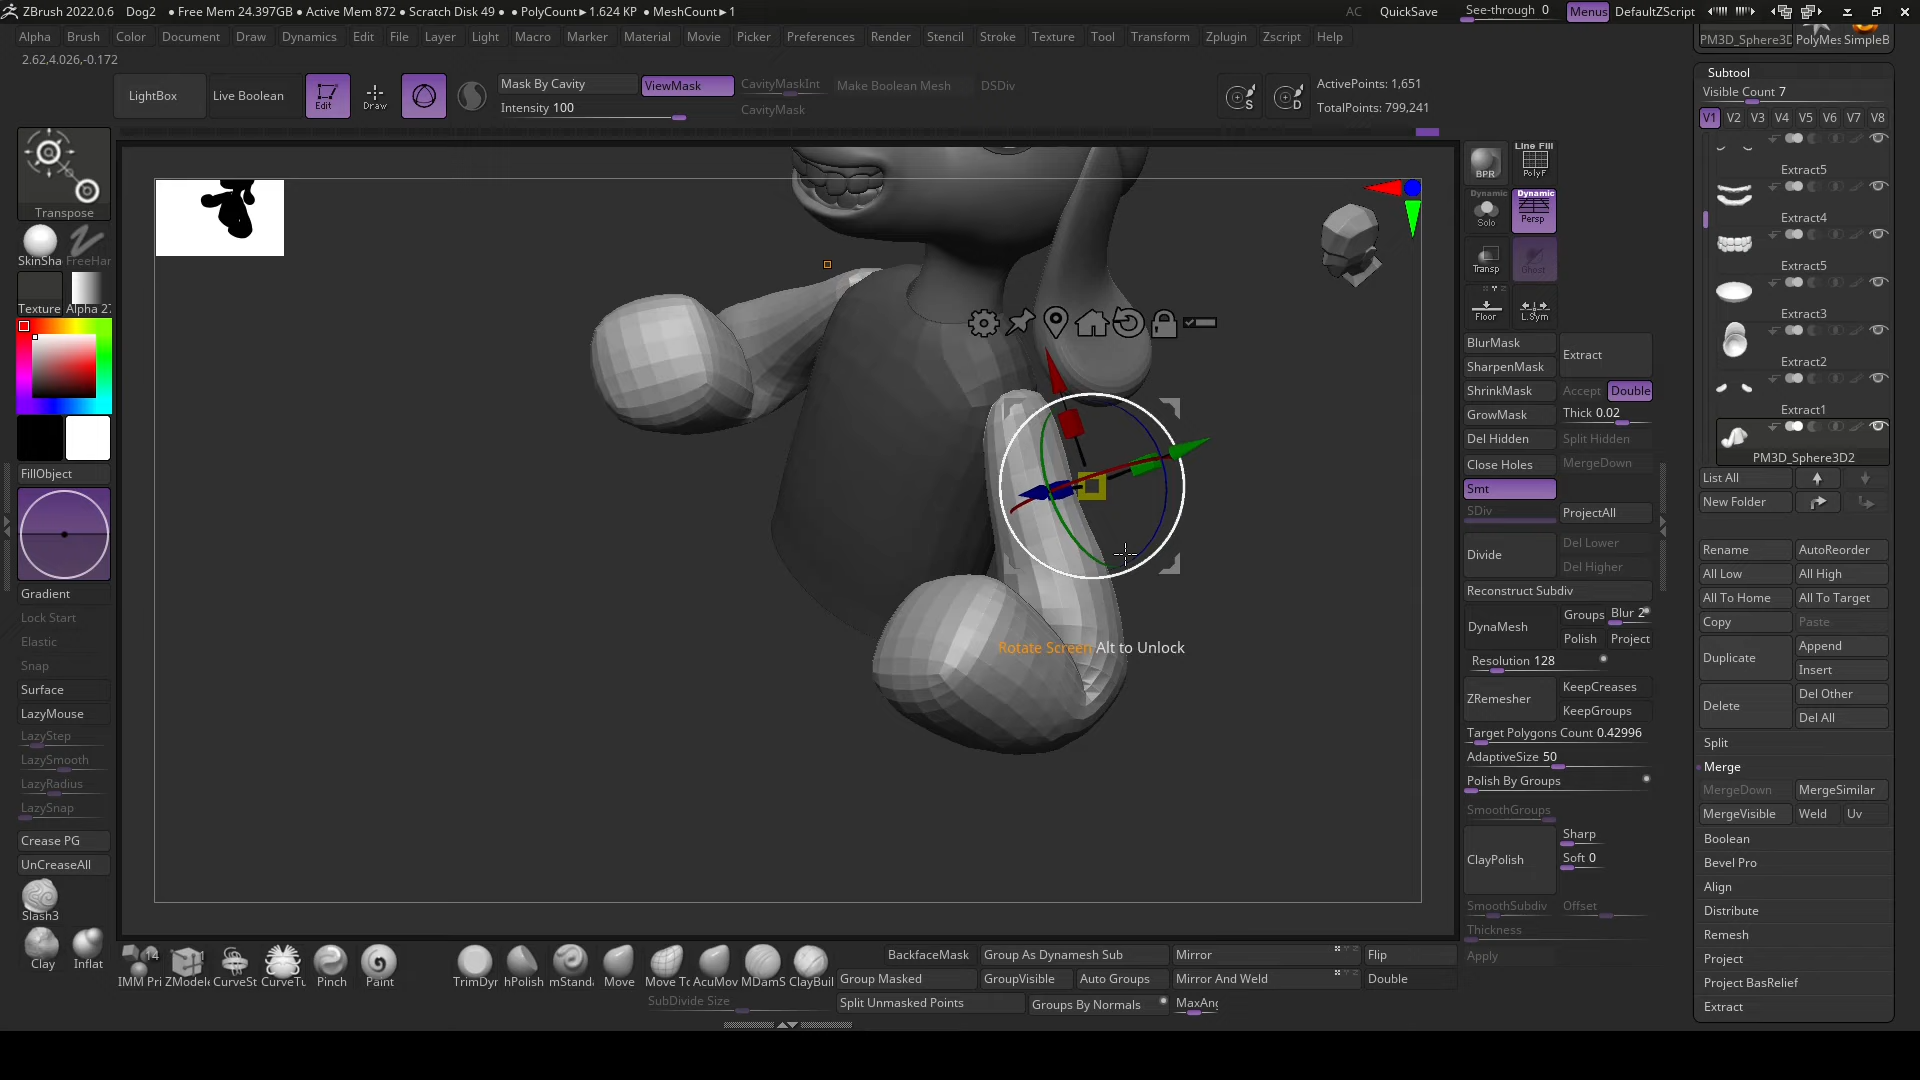 ZBrush 2022.0.6 Dog2 • Free Mem 24.397GB • Active Mem 872 • Scratch Disk 49 • • PolyCount►1.624 KP • MeshCount►1 AC QuickSave See-through 0 Menus DefaultZScript
Alpha Brush Color Document Draw Dynamics Edit File Layer Light Macro Marker Material Movie Picker Preferences Render Stencil Stroke Texture Tool Transform Zplugin Zscript Help
PM3D_Sphere3D PolyMes SimpleB
2.62,4.026,-0.172
LightBox
Live Boolean
Edit
Draw
Mask By Cavity
Intensity 100
ViewMask
CavityMaskInt
CavityMask
Make Boolean Mesh
DSDiv
S
D
ActivePoints: 1,651
TotalPoints: 799,241
Transpose
SkinSha FreeHan
Texture Alpha 27
FillObject
Gradient
Lock Start
Elastic
Snap
Surface
LazyMouse
LazyStep
LazySmooth
LazyRadius
LazySnap
Crease PG
UnCreaseAll
Slash3
Clay Inflat
Rotate Screen Alt to Unlock
BPR
Line Fill
PolyF
Dynamic
Solo
Dynamic
Persp
Transp
Ghost
Floor
L.Sym
BlurMask
SharpenMask
ShrinkMask
GrowMask
Del Hidden
Close Holes
Smt
SDiv
Extract
Accept Double
Thick 0.02
Split Hidden
MergeDown
ProjectAll
Divide
Del Lower
Del Higher
Reconstruct Subdiv
DynaMesh
Groups Blur 2
Polish Project
Resolution 128
ZRemesher
KeepCreases
KeepGroups
Target Polygons Count 0.42996
AdaptiveSize 50
Polish By Groups
SmoothGroups
ClayPolish
Sharp
Soft 0
SmoothSubdiv Offset
Thickness
Apply
Subtool
Visible Count 7
V1 V2 V3 V4 V5 V6 V7 V8
Extract5
Extract4
Extract5
Extract3
Extract2
Extract1
PM3D_Sphere3D2
List All
New Folder
Rename AutoReorder
All Low All High
All To Home All To Target
Copy Paste
Duplicate
Append
Insert
Delete
Del Other
Del All
Split
Merge
MergeDown MergeSimilar
MergeVisible Weld Uv
Boolean
Bevel Pro
Align
Distribute
Remesh
Project
Project BasRelief
Extract
14
IMM Pri ZModele CurveSt CurveTu Pinch Paint TrimDyr hPolish mStand Move Move To AcuMov MDamS ClayBuil
SubDivide Size
BackfaceMask Group As Dynamesh Sub Mirror Flip
Group Masked GroupVisible Auto Groups Mirror And Weld Double
Split Unmasked Points Groups By Normals MaxAng